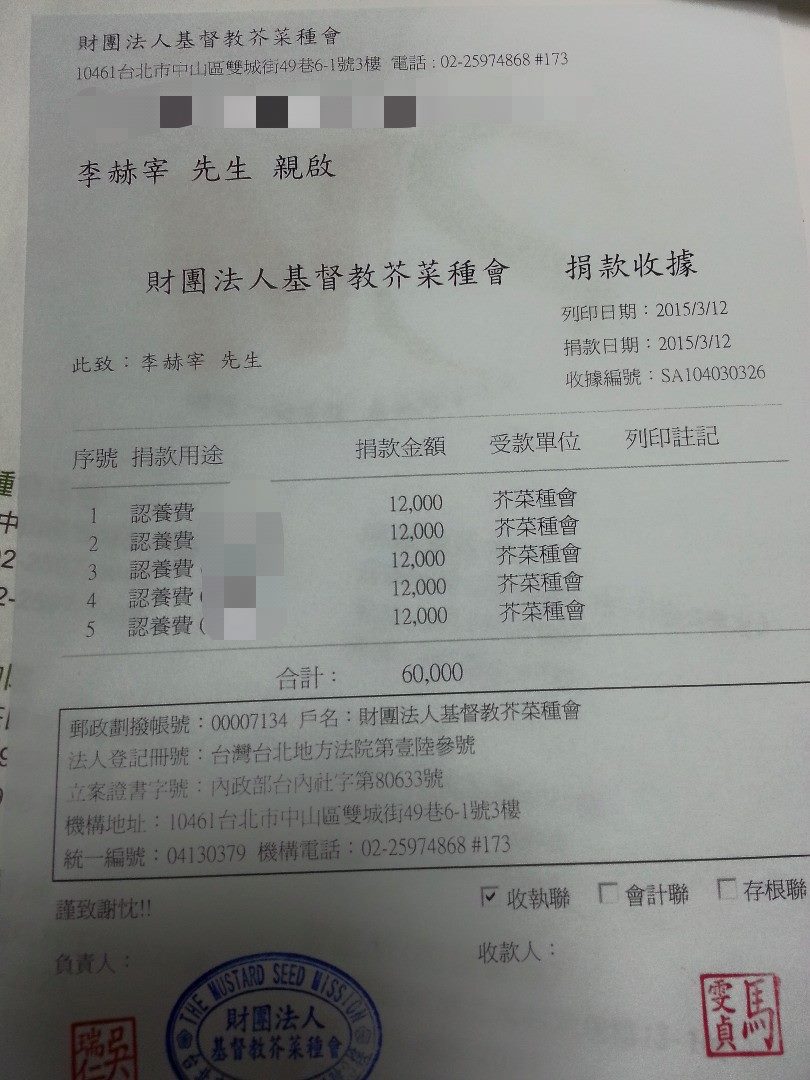 財團法人基督教芥菜種會
10461台北市中山區雙城街49巷6-1號3樓 電話：02-25974868 #173
李赫宰 先生 親啟
財團法人基督教芥菜種會 捐款收據
列印日期：2015/3/12
捐款日期：2015/3/12
收據編號：SA104030326
此致：李赫宰 先生
序號 捐款用途 捐款金額 受款單位 列印註記
1 認養費 12,000 芥菜種會
2 認養費 12,000 芥菜種會
3 認養費 12,000 芥菜種會
4 認養費( 12,000 芥菜種會
5 認養費( 12,000 芥菜種會
合計： 60,000
郵政劃撥帳號：00007134 戶名：財團法人基督教芥菜種會
法人登記冊號：台灣台北地方法院第壹陸參號
立案證書字號：內政部台內社字第80633號
機構地址：10461台北市中山區雙城街49巷6-1號3樓
統一編號：04130379 機構電話：02-25974868 #173
謹致謝忱!!
收執聯 會計聯 存根聯
負責人：
收款人：
THE MUSTARD SEED MISSION
財團法人
基督教芥菜種會
吳瑞仁
馬雯貞